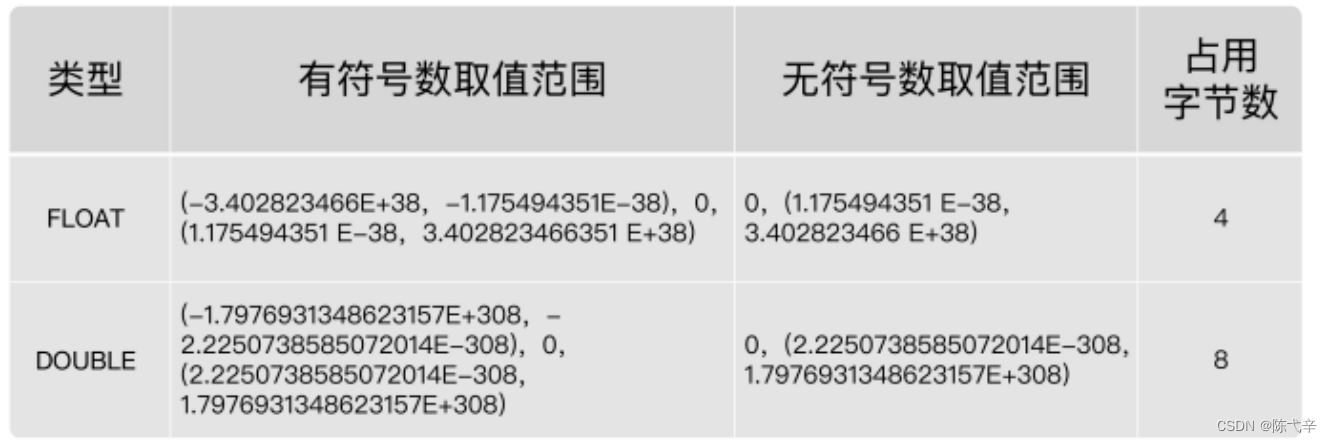 类型
有符号数取值范围
无符号数取值范围
占用
字节数
FLOAT
(-3.402823466E+38，-1.175494351E-38)，0，
(1.175494351 E-38，3.402823466351 E+38)
0，(1.175494351 E-38，
3.402823466 E+38)
4
DOUBLE
(-1.7976931348623157E+308，-
2.2250738585072014E-308)，0，
(2.2250738585072014E-308，
1.7976931348623157E+308)
0，(2.2250738585072014E-308，
1.7976931348623157E+308)
8
CSDN @陈弋辛